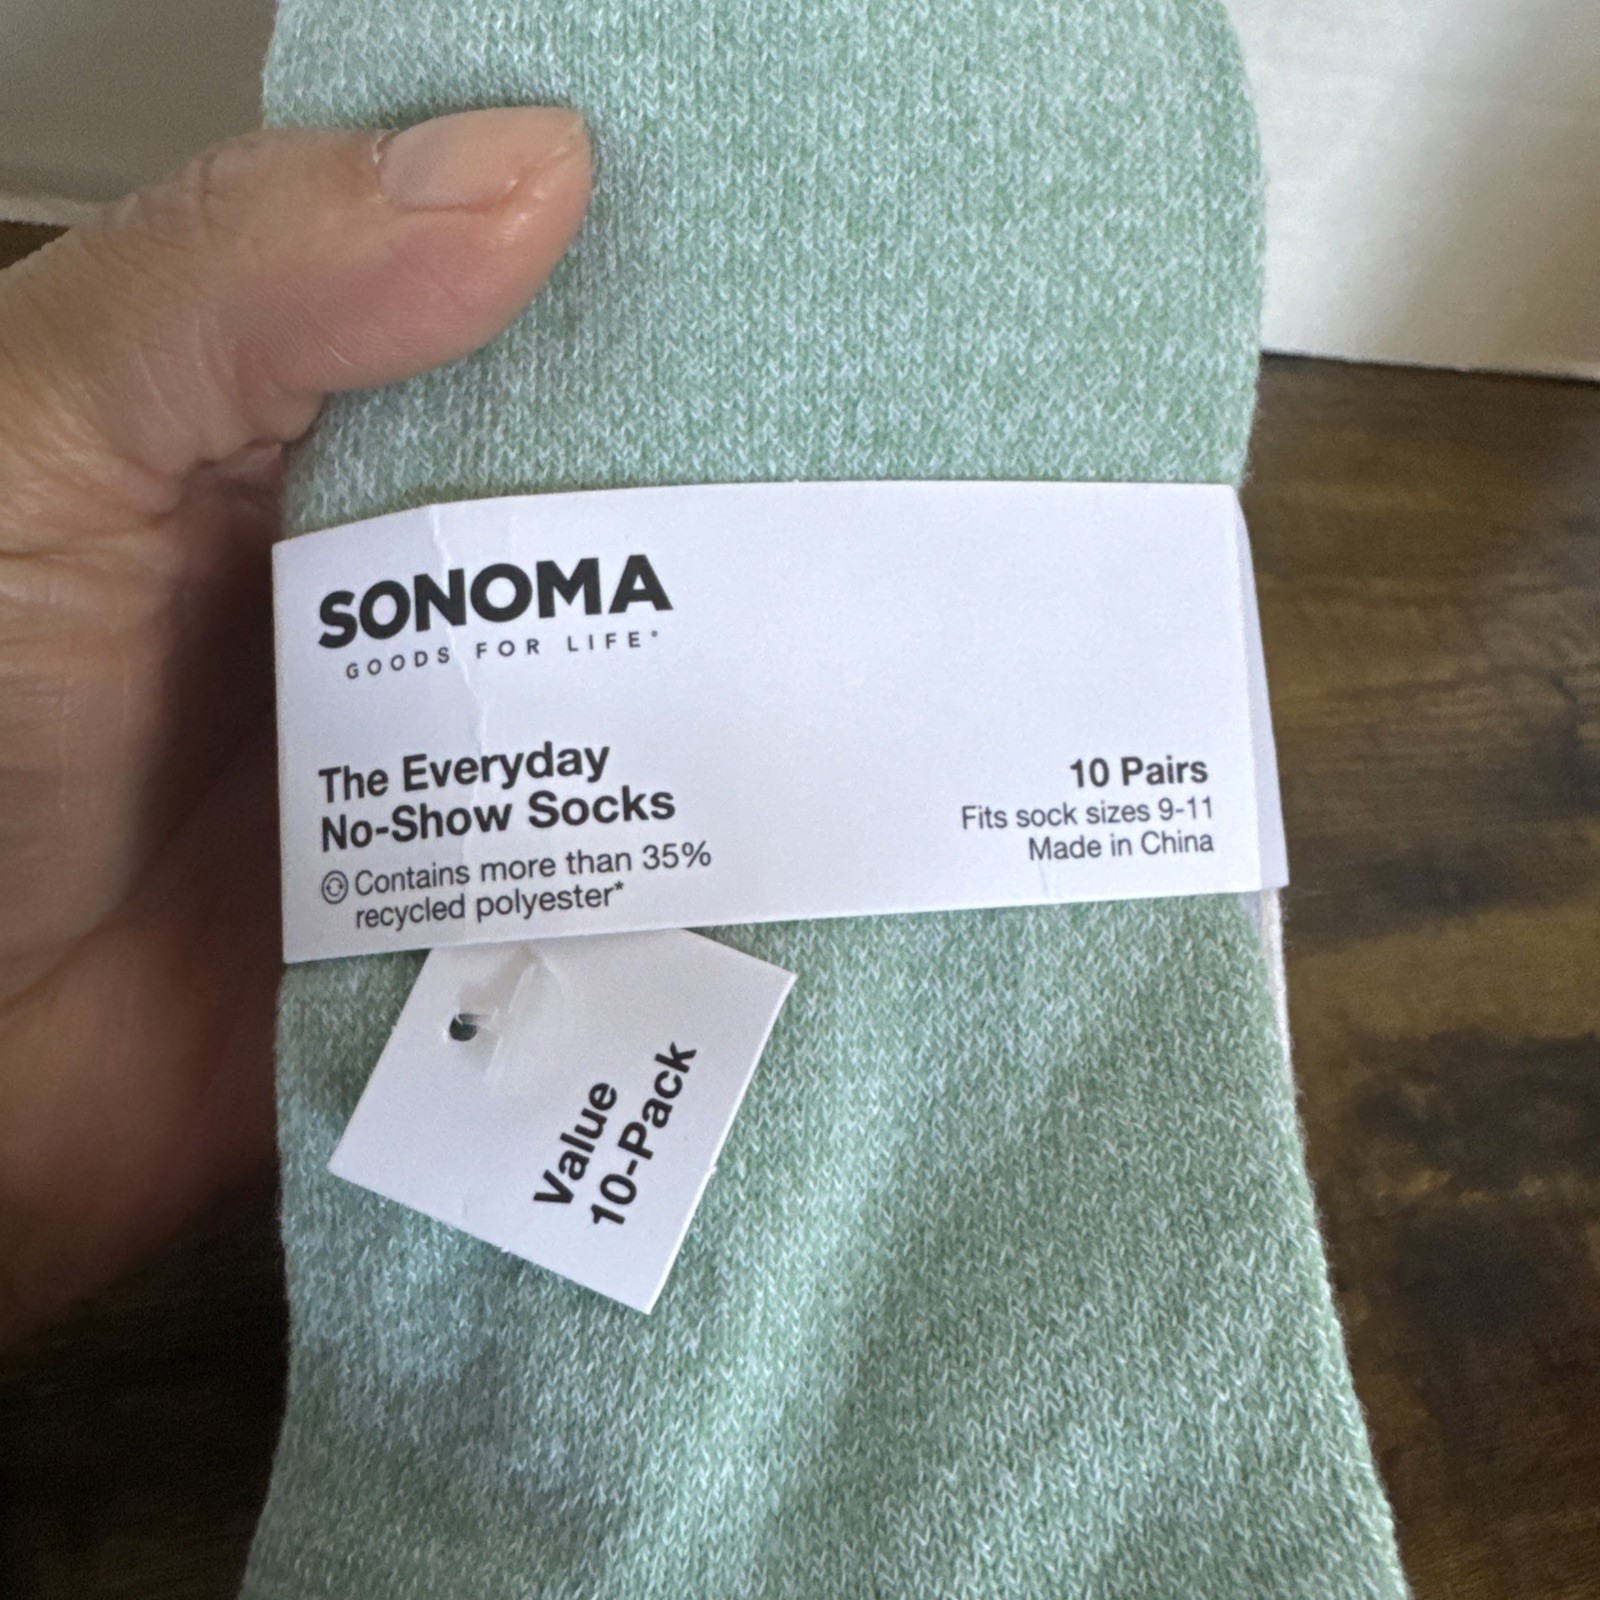 SONOMA
GOODS FOR LIFE®
The Everyday
No-Show Socks
Contains more than 35%
recycled polyester*
10 Pairs
Fits sock sizes 9-11
Made in China
Value
10-Pack